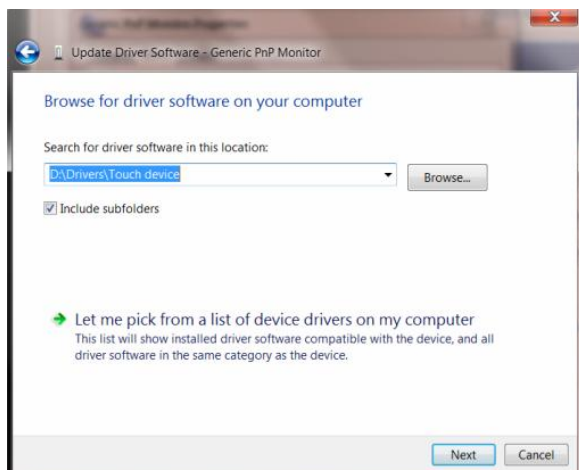 Update Driver Software - Generic PnP Monitor
Browse for driver software on your computer
Search for driver software in this location:
D:\Drivers\Touch device
Browse...
Include subfolders
Let me pick from a list of device drivers on my computer
This list will show installed driver software compatible with the device, and all
driver software in the same category as the device.
Next
Cancel